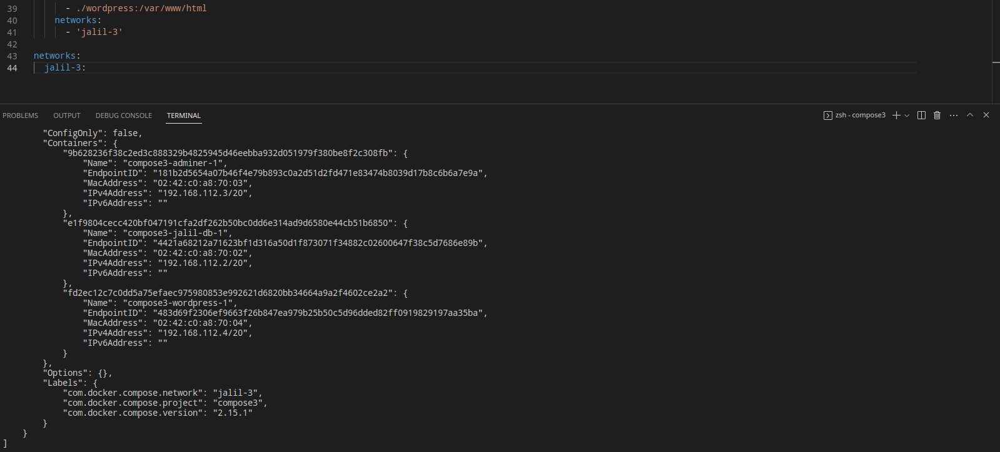 39 - ./wordpress:/var/www/html
40 networks:
41 - 'jalil-3'
42
43 networks:
44 jalil-3:
PROBLEMS OUTPUT DEBUG CONSOLE TERMINAL zsh - compose3
"ConfigOnly": false,
"Containers": {
"9b628236f38c2ed3c888329b4825945d46eebba932d051979f380be8f2c308fb": {
"Name": "compose3-adminer-1",
"EndpointID": "181b2d5654a07b46f4e79b893c0a2d51d2fd471e83474b8039d17b8c6b6a7e9a",
"MacAddress": "02:42:c0:a8:70:03",
"IPv4Address": "192.168.112.3/20",
"IPv6Address": ""
},
"e1f9804cecc420bf047191cfa2df262b50bc0dd6e314ad9d6580e44cb51b6850": {
"Name": "compose3-jalil-db-1",
"EndpointID": "4421a68212a71623bf1d316a50d1f873071f34882c02600647f38c5d7686e89b",
"MacAddress": "02:42:c0:a8:70:02",
"IPv4Address": "192.168.112.2/20",
"IPv6Address": ""
},
"fd2ec12c7c0dd5a75efaec975980853e992621d6820bb34664a9a2f4602ce2a2": {
"Name": "compose3-wordpress-1",
"EndpointID": "483d69f2306ef9663f26b847ea979b25b50c5d96dded82ff0919829197aa35ba",
"MacAddress": "02:42:c0:a8:70:04",
"IPv4Address": "192.168.112.4/20",
"IPv6Address": ""
}
},
"Options": {},
"Labels": {
"com.docker.compose.network": "jalil-3",
"com.docker.compose.project": "compose3",
"com.docker.compose.version": "2.15.1"
}
}
]